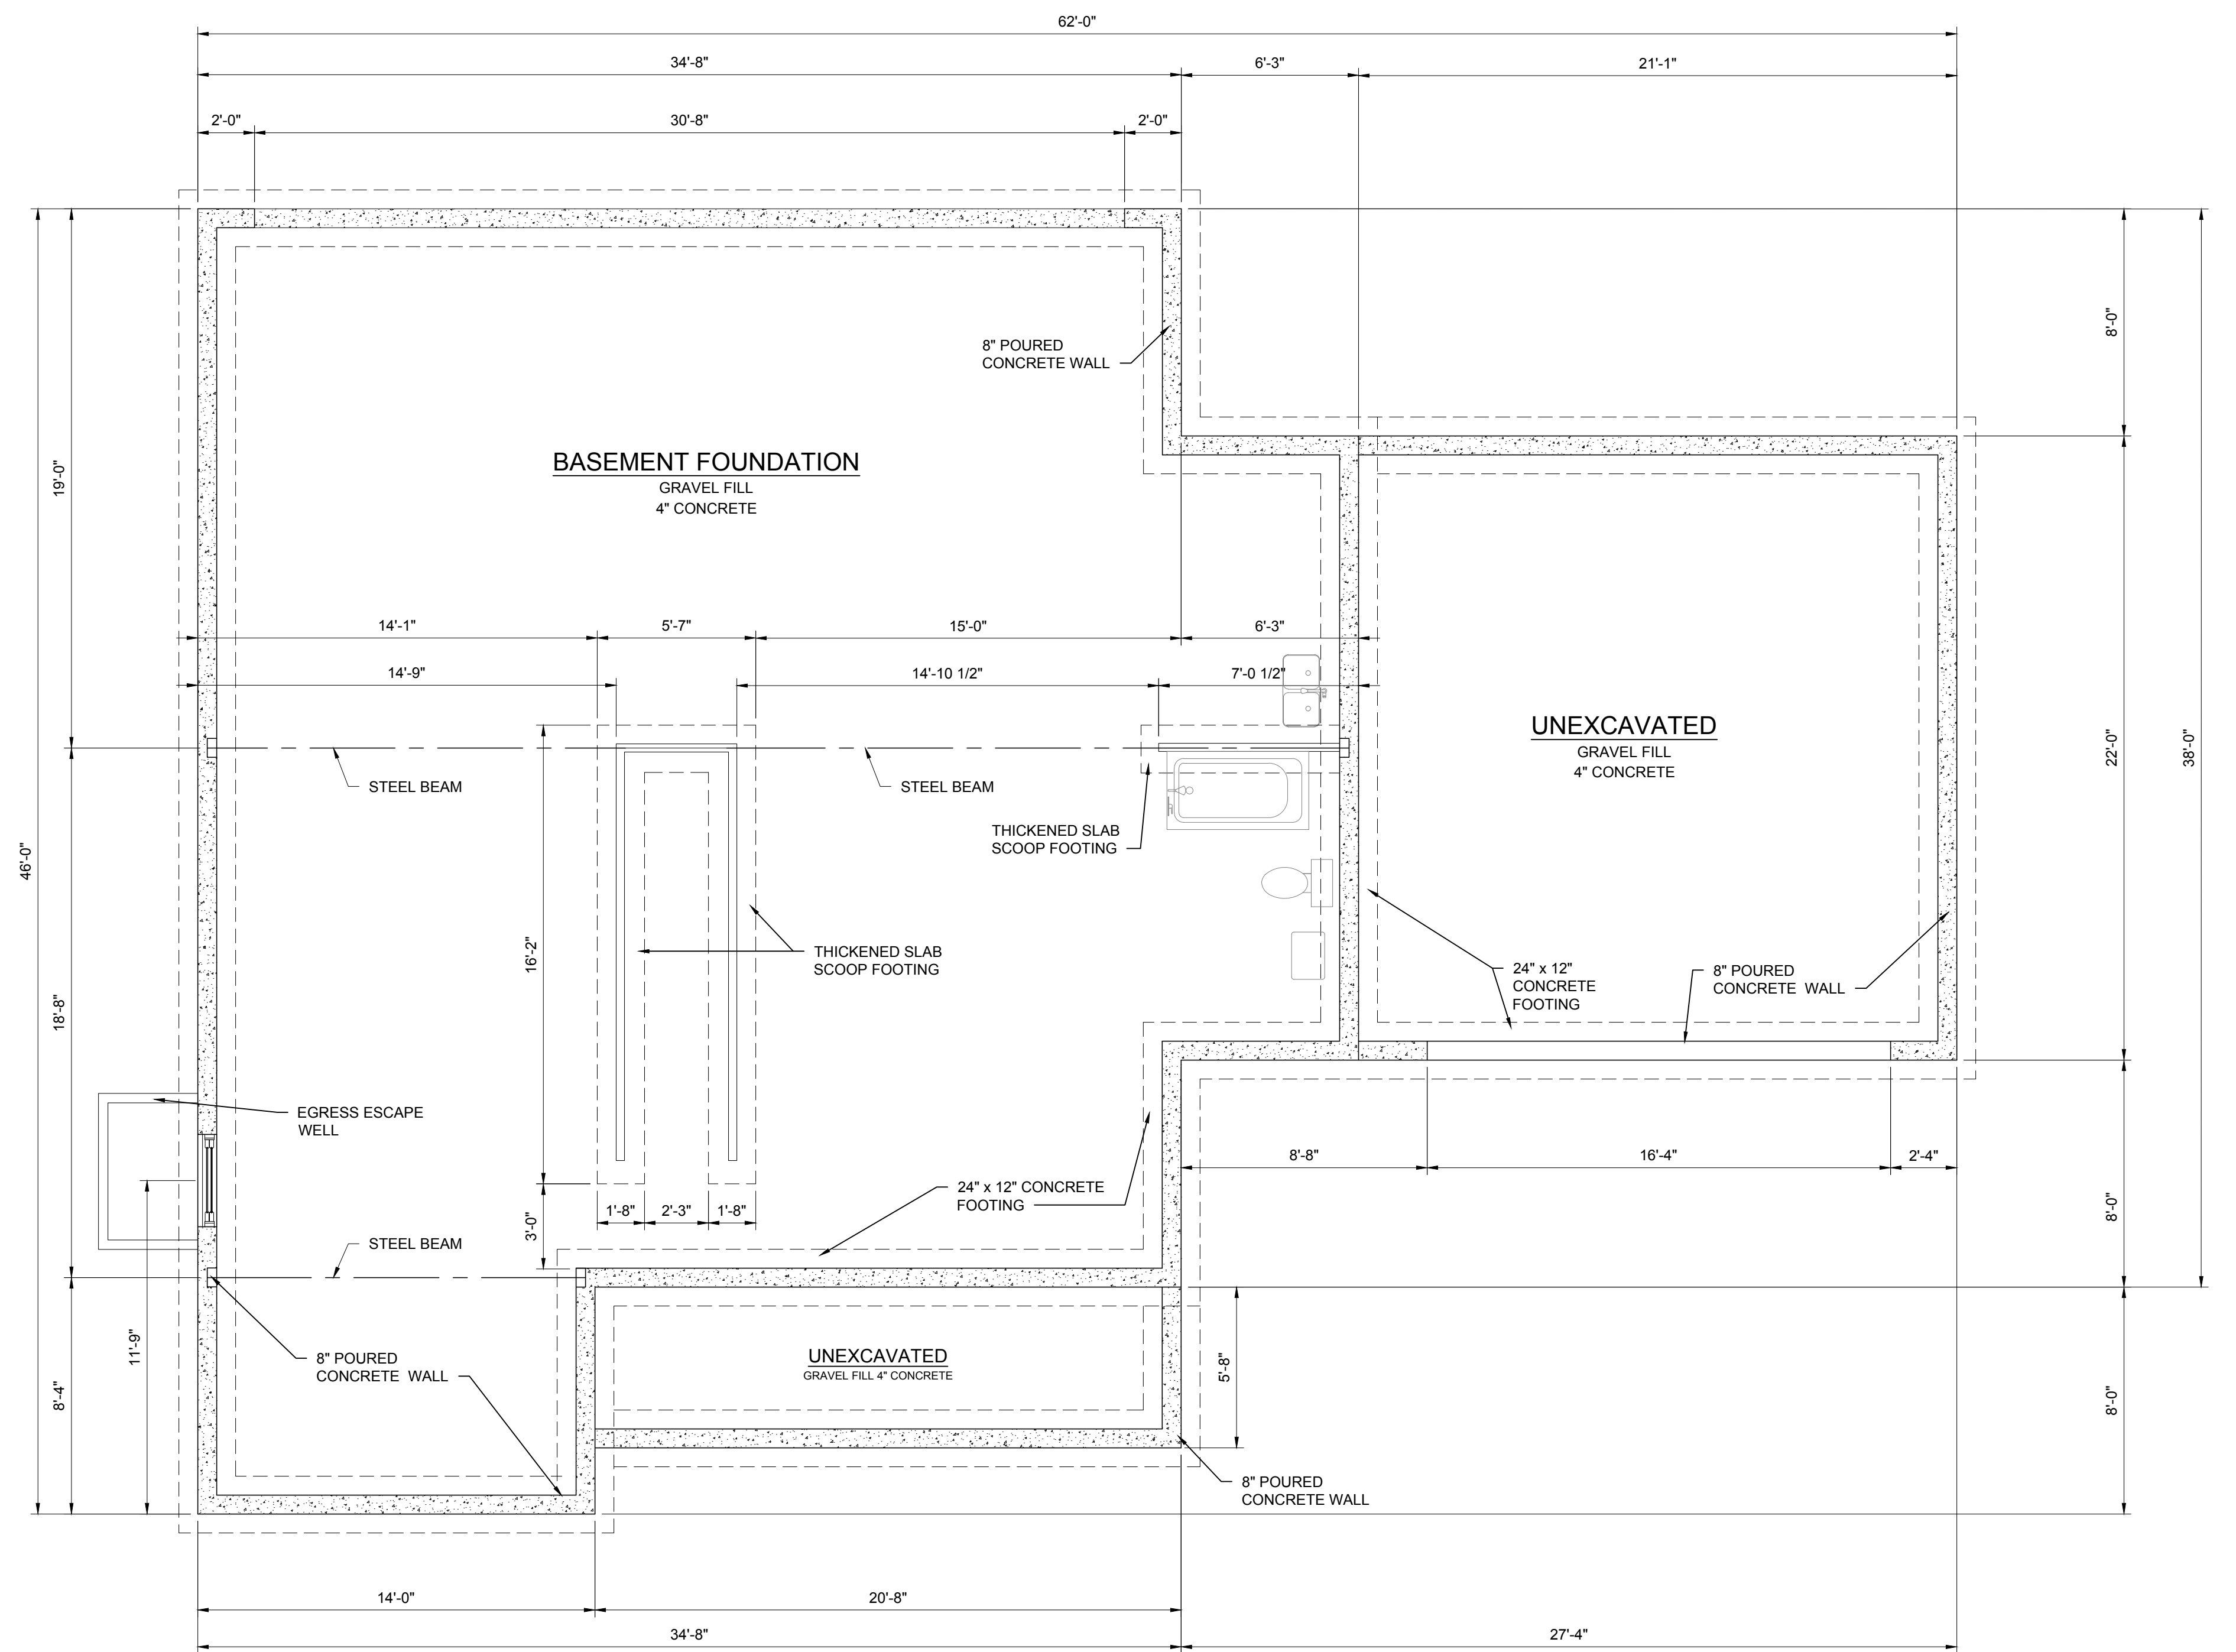 62'-0"
34'-8"
6'-3"
21'-1"
2'-0"
30'-8"
2'-0"
8'-0"
8" POURED
CONCRETE WALL
BASEMENT FOUNDATION
GRAVEL FILL
4" CONCRETE
19'-0"
14'-1"
5'-7"
15'-0"
6'-3"
14'-9"
14'-10 1/2"
7'-0 1/2"
UNEXCAVATED
GRAVEL FILL
4" CONCRETE
22'-0"
38'-0"
STEEL BEAM
STEEL BEAM
THICKENED SLAB
SCOOP FOOTING
46'-0"
16'-2"
THICKENED SLAB
SCOOP FOOTING
24" x 12"
CONCRETE
FOOTING
8" POURED
CONCRETE WALL
18'-8"
EGRESS ESCAPE
WELL
8'-8"
16'-4"
2'-4"
24" x 12" CONCRETE
FOOTING
1'-8"
2'-3"
1'-8"
3'-0"
8'-0"
STEEL BEAM
11'-9"
8" POURED
CONCRETE WALL
UNEXCAVATED
GRAVEL FILL 4" CONCRETE
5'-8"
8'-4"
8'-0"
8" POURED
CONCRETE WALL
14'-0"
20'-8"
34'-8"
27'-4"